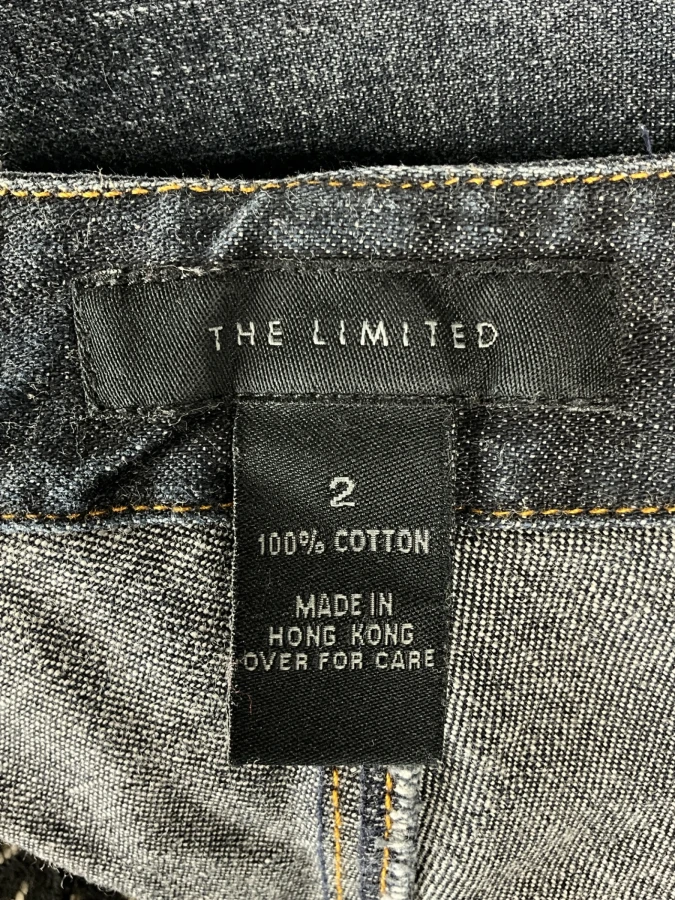 THE LIMITED
2
100% COTTON
MADE IN
HONG KONG
OVER FOR CARE